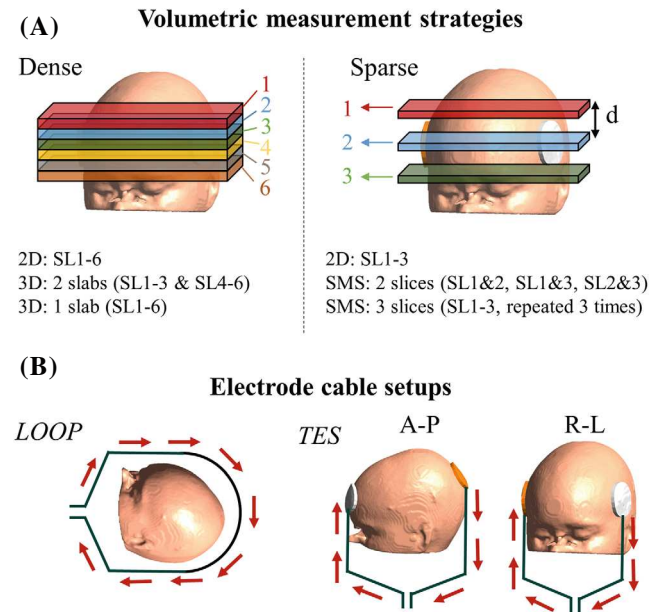 (A)
Volumetric measurement strategies
Dense
1
2
3
4
5
6
2D: SL1-6
3D: 2 slabs (SL1-3 & SL4-6)
3D: 1 slab (SL1-6)
Sparse
1
2
3
d
2D: SL1-3
SMS: 2 slices (SL1&2, SL1&3, SL2&3)
SMS: 3 slices (SL1-3, repeated 3 times)
(B)
Electrode cable setups
LOOP
TES
A-P
R-L